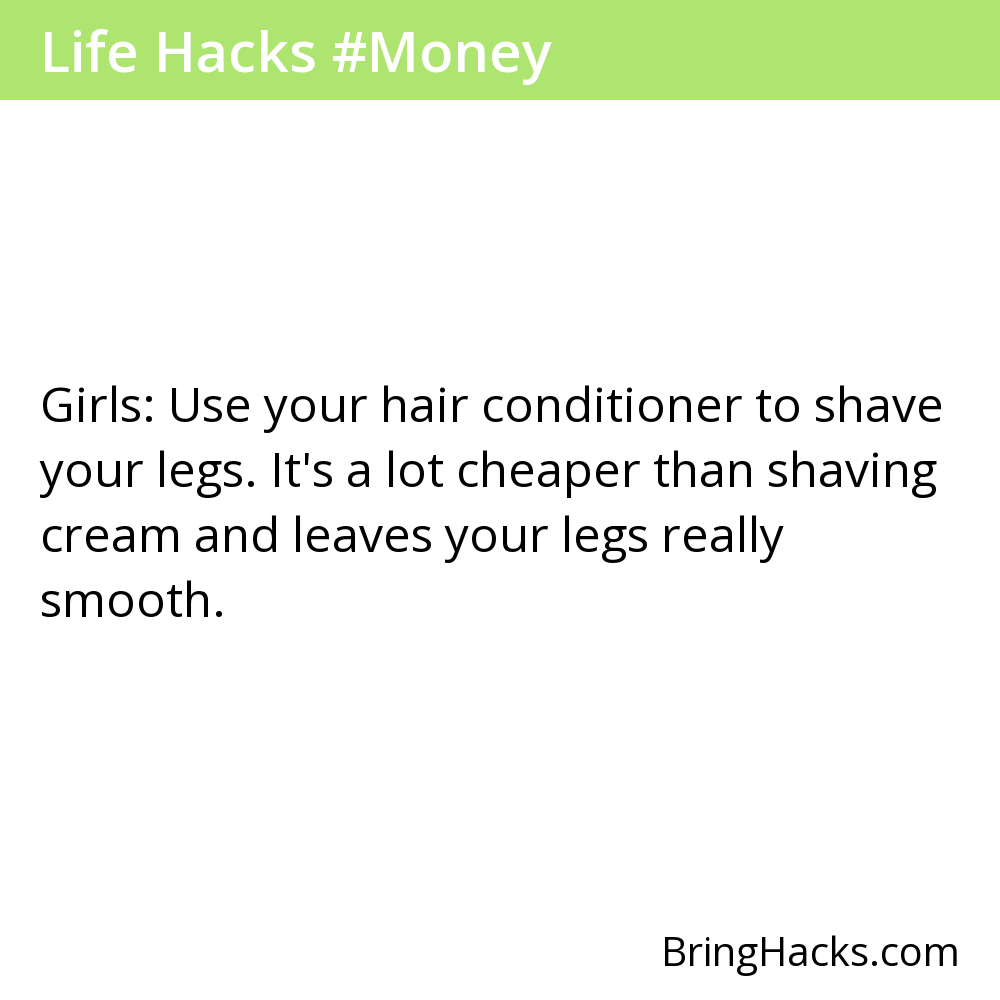 Life Hacks #Money
Girls: Use your hair conditioner to shave
your legs. It's a lot cheaper than shaving
cream and leaves your legs really
smooth.
BringHacks.com